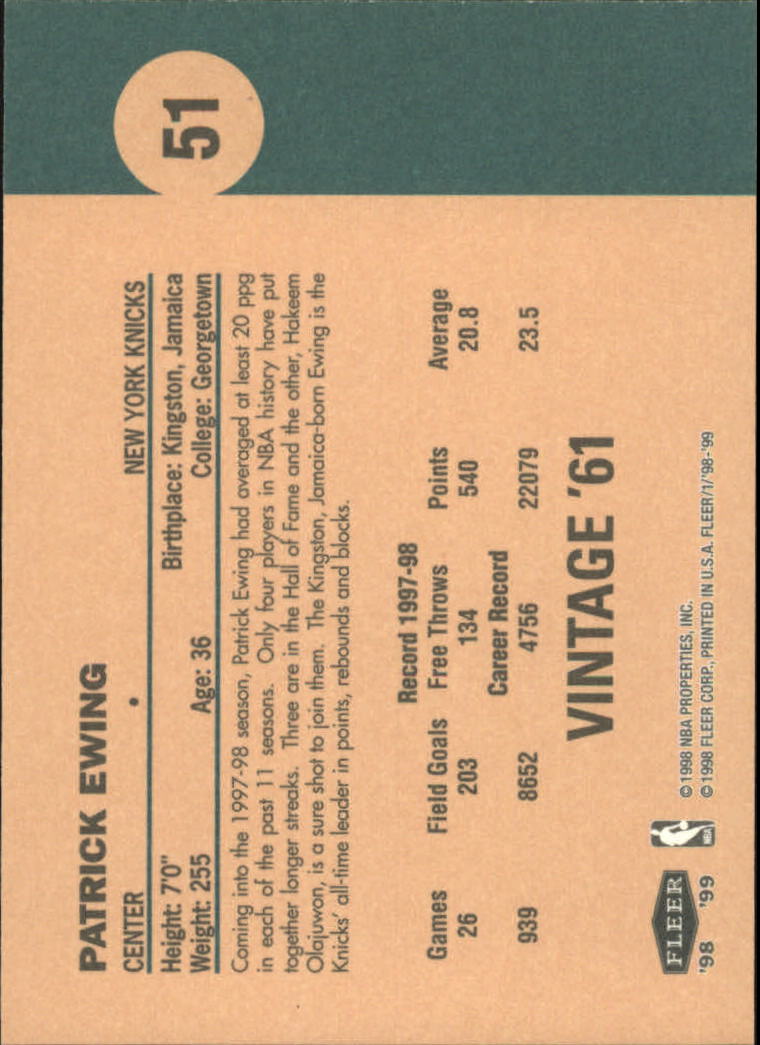 51
PATRICK EWING
CENTER • NEW YORK KNICKS
Height: 7'0" Birthplace: Kingston, Jamaica
Weight: 255 Age: 36 College: Georgetown
Coming into the 1997-98 season, Patrick Ewing had averaged at least 20 ppg
in each of the past 11 seasons. Only four players in NBA history have put
together longer streaks. Three are in the Hall of Fame and the other, Hakeem
Olajuwon, is a sure shot to join them. The Kingston, Jamaica-born Ewing is the
Knicks' all-time leader in points, rebounds and blocks.
Record 1997-98
Games Field Goals Free Throws Points Average
26 203 134 540 20.8
Career Record
939 8652 4756 22079 23.5
VINTAGE '61
FLEER
'98 '99
NBA
©1998 NBA PROPERTIES, INC.
©1998 FLEER CORP., PRINTED IN U.S.A. FLEER/1/'98-'99